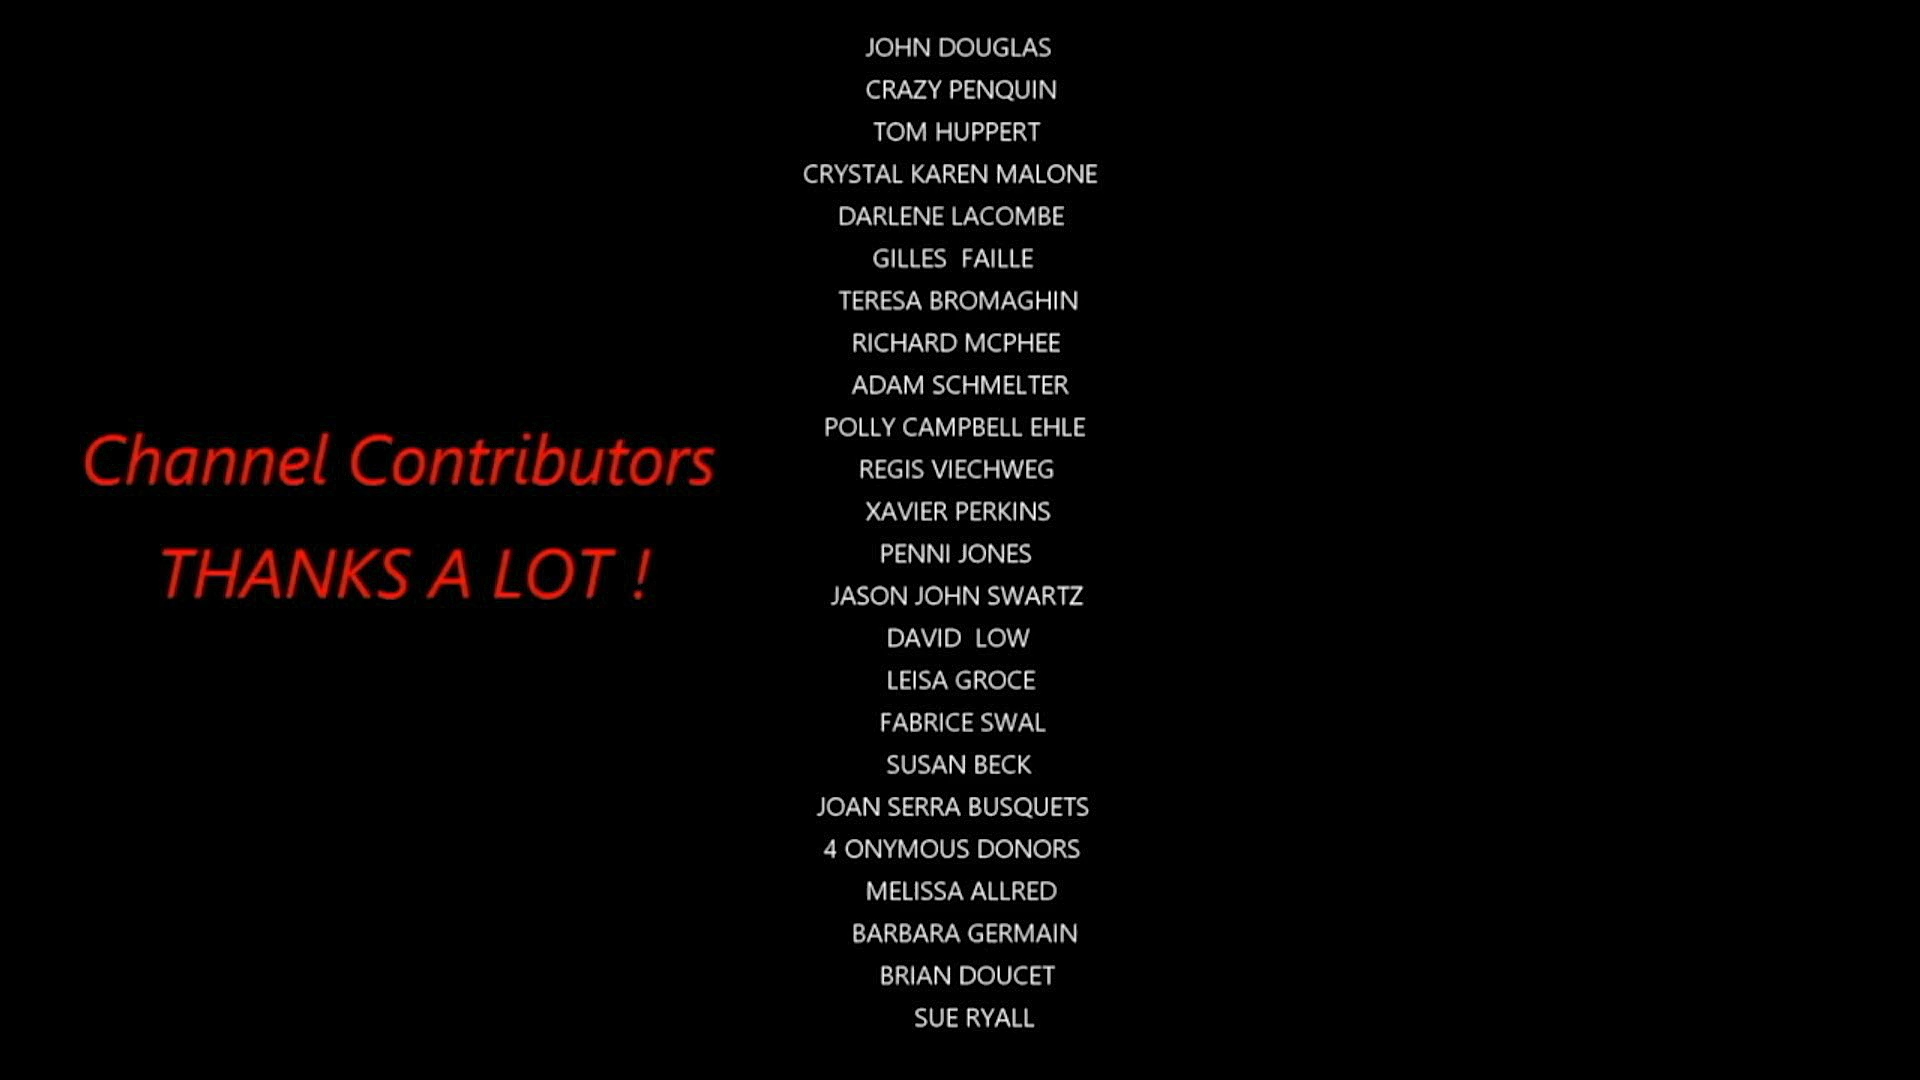 Channel Contributors
THANKS A LOT !
JOHN DOUGLAS
CRAZY PENQUIN
TOM HUPPERT
CRYSTAL KAREN MALONE
DARLENE LACOMBE
GILLES  FAILLE
TERESA BROMAGHIN
RICHARD MCPHEE
ADAM SCHMELTER
POLLY CAMPBELL EHLE
REGIS VIECHWEG
XAVIER PERKINS
PENNI JONES
JASON JOHN SWARTZ
DAVID  LOW
LEISA GROCE
FABRICE SWAL
SUSAN BECK
JOAN SERRA BUSQUETS
4 ONYMOUS DONORS
MELISSA ALLRED
BARBARA GERMAIN
BRIAN DOUCET
SUE RYALL